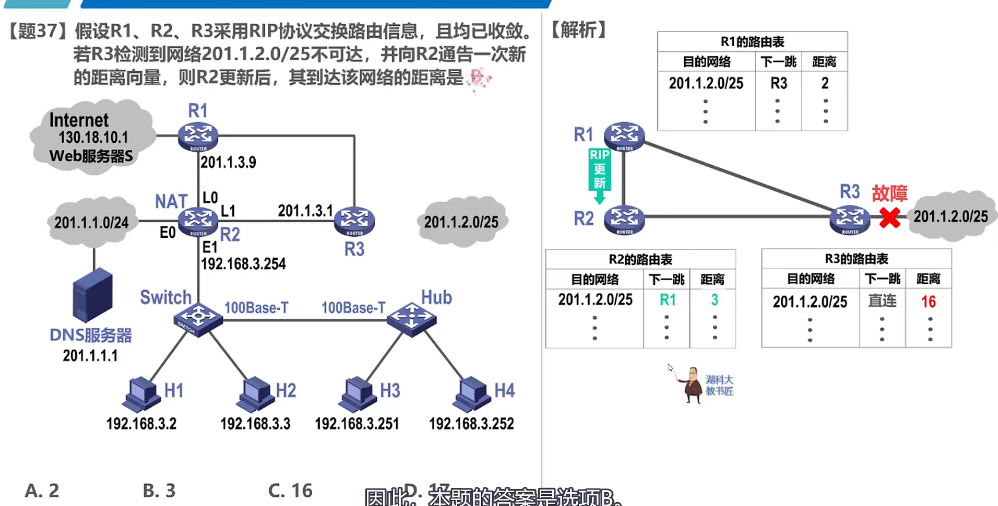 【题37】假设R1、R2、R3采用RIP协议交换路由信息，且均已收敛。
若R3检测到网络201.1.2.0/25不可达，并向R2通告一次新
的距离向量，则R2更新后，其到达该网络的距离是
Internet
130.18.10.1
Web服务器S
R1
ROUTER
201.1.3.9
NAT
L0
L1
201.1.3.1
201.1.1.0/24
E0
ROUTER
R2
ROUTER
R3
201.1.2.0/25
E1
192.168.3.254
DNS服务器
201.1.1.1
Switch
SWITCH
100Base-T
100Base-T
Hub
H1
H2
H3
H4
192.168.3.2
192.168.3.3
192.168.3.251
192.168.3.252
A. 2
B. 3
C. 16
D. 17
【解析】
R1的路由表
目的网络 下一跳 距离
201.1.2.0/25 R3 2
R1
ROUTER
RIP
更
新
R2
ROUTER
R3
ROUTER
故障
201.1.2.0/25
R2的路由表
目的网络 下一跳 距离
201.1.2.0/25 R1 3
R3的路由表
目的网络 下一跳 距离
201.1.2.0/25 直连 16
湖科大
教书匠
因此，本题的答案是选项B。